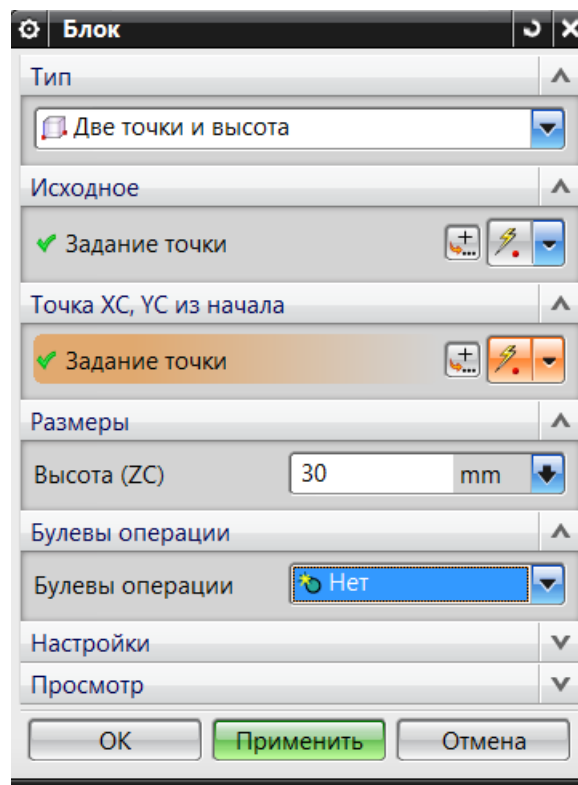 Блок
Тип
Две точки и высота
Исходное
Задание точки
Точка XC, YC из начала
Задание точки
Размеры
Высота (ZC) 30 mm
Булевы операции
Булевы операции Нет
Настройки
Просмотр
ОК Применить Отмена